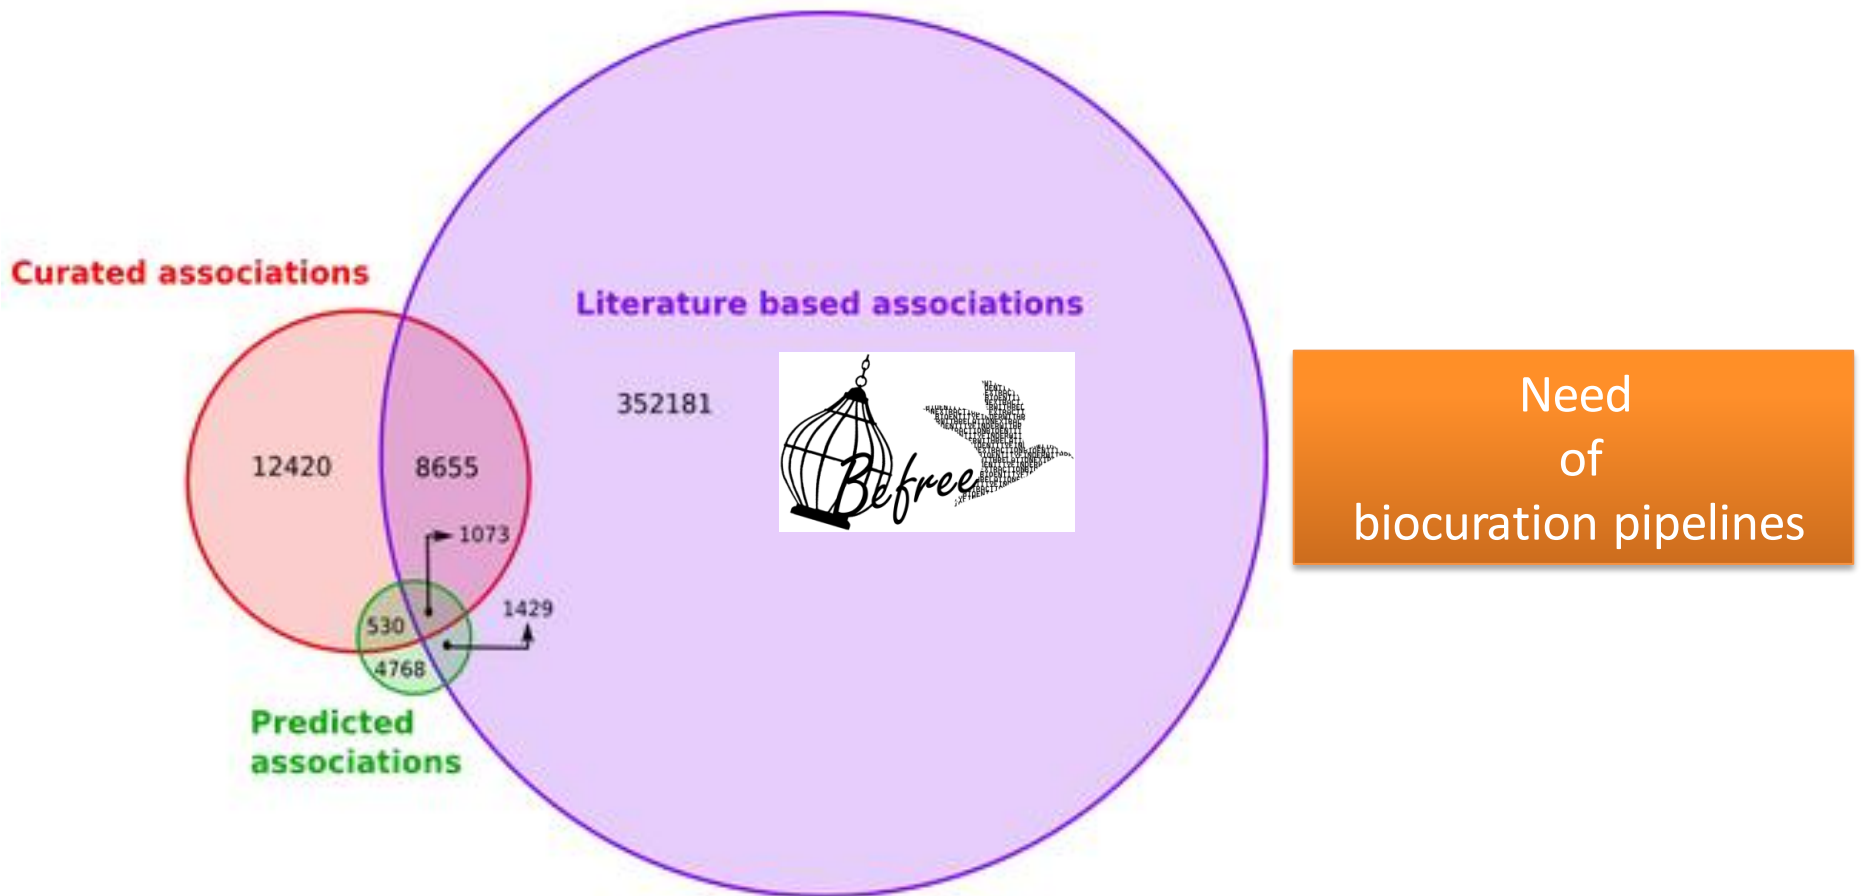 Curated associations
Literature based associations
352181
12420
8655
Befree
1073
1429
530
4768
Predicted
associations
Need
of
biocuration pipelines